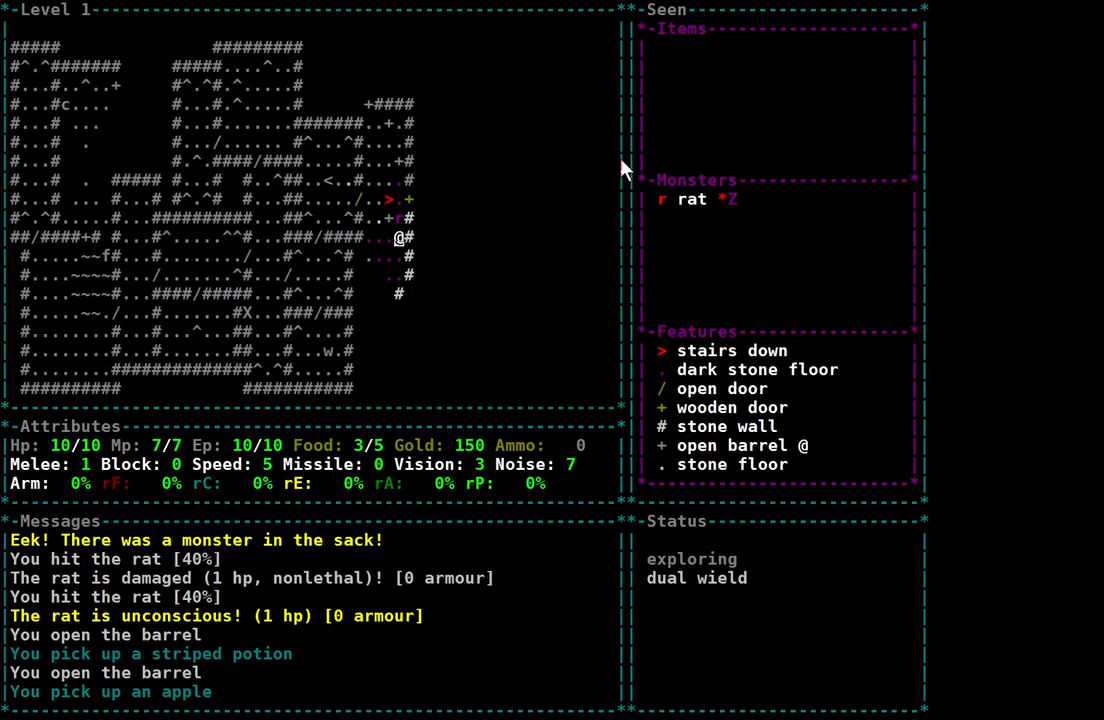 Level 1
Seen
Items
Monsters
r rat *Z
Features
> stairs down
. dark stone floor
/ open door
+ wooden door
# stone wall
+ open barrel @
. stone floor
Attributes
Hp: 10/10 Mp: 7/7 Ep: 10/10 Food: 3/5 Gold: 150 Ammo: 0
Melee: 1 Block: 0 Speed: 5 Missile: 0 Vision: 3 Noise: 7
Arm: 0% rF: 0% rC: 0% rE: 0% rA: 0% rP: 0%
Messages
Eek! There was a monster in the sack!
You hit the rat [40%]
The rat is damaged (1 hp, nonlethal)! [0 armour]
You hit the rat [40%]
The rat is unconscious! (1 hp) [0 armour]
You open the barrel
You pick up a striped potion
You open the barrel
You pick up an apple
Status
exploring
dual wield